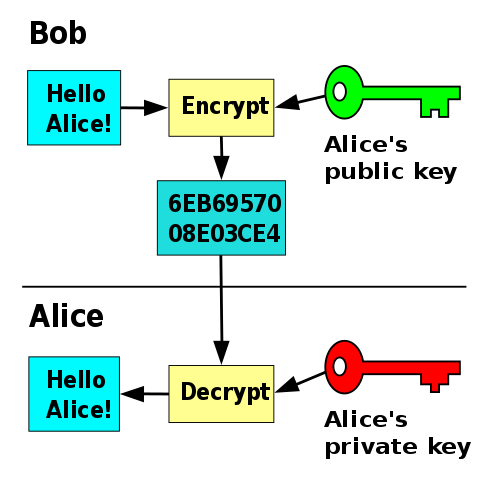 Bob
Hello
Alice!
Encrypt
Alice's
public key
6EB69570
08E03CE4
Alice
Hello
Alice!
Decrypt
Alice's
private key